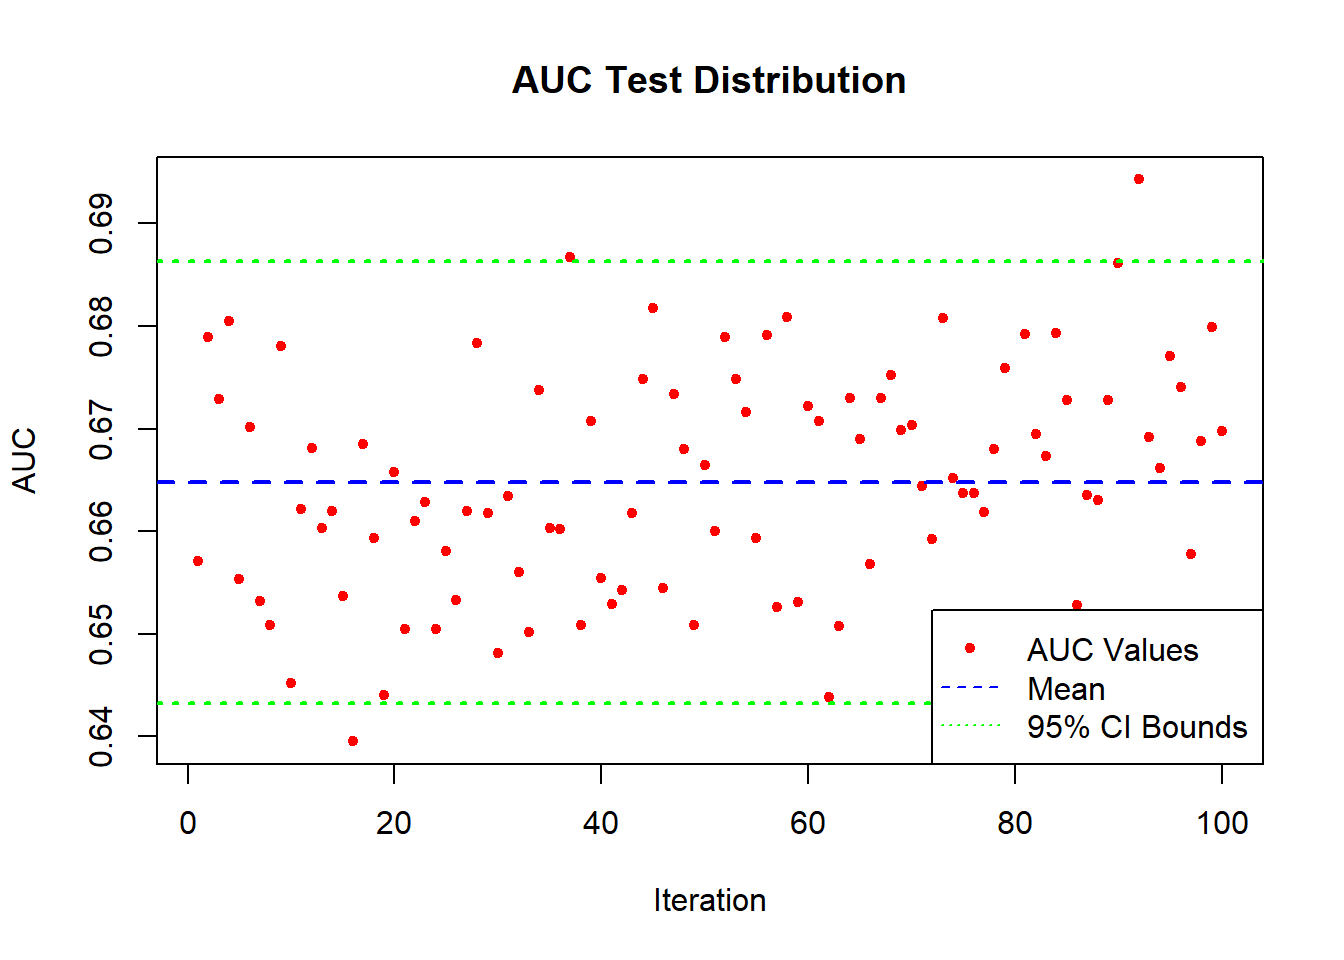 AUC Test Distribution
AUC
0.69
0.68
0.67
0.66
0.65
0.64
AUC Values
Mean
95% CI Bounds
0 20 40 60 80 100
Iteration